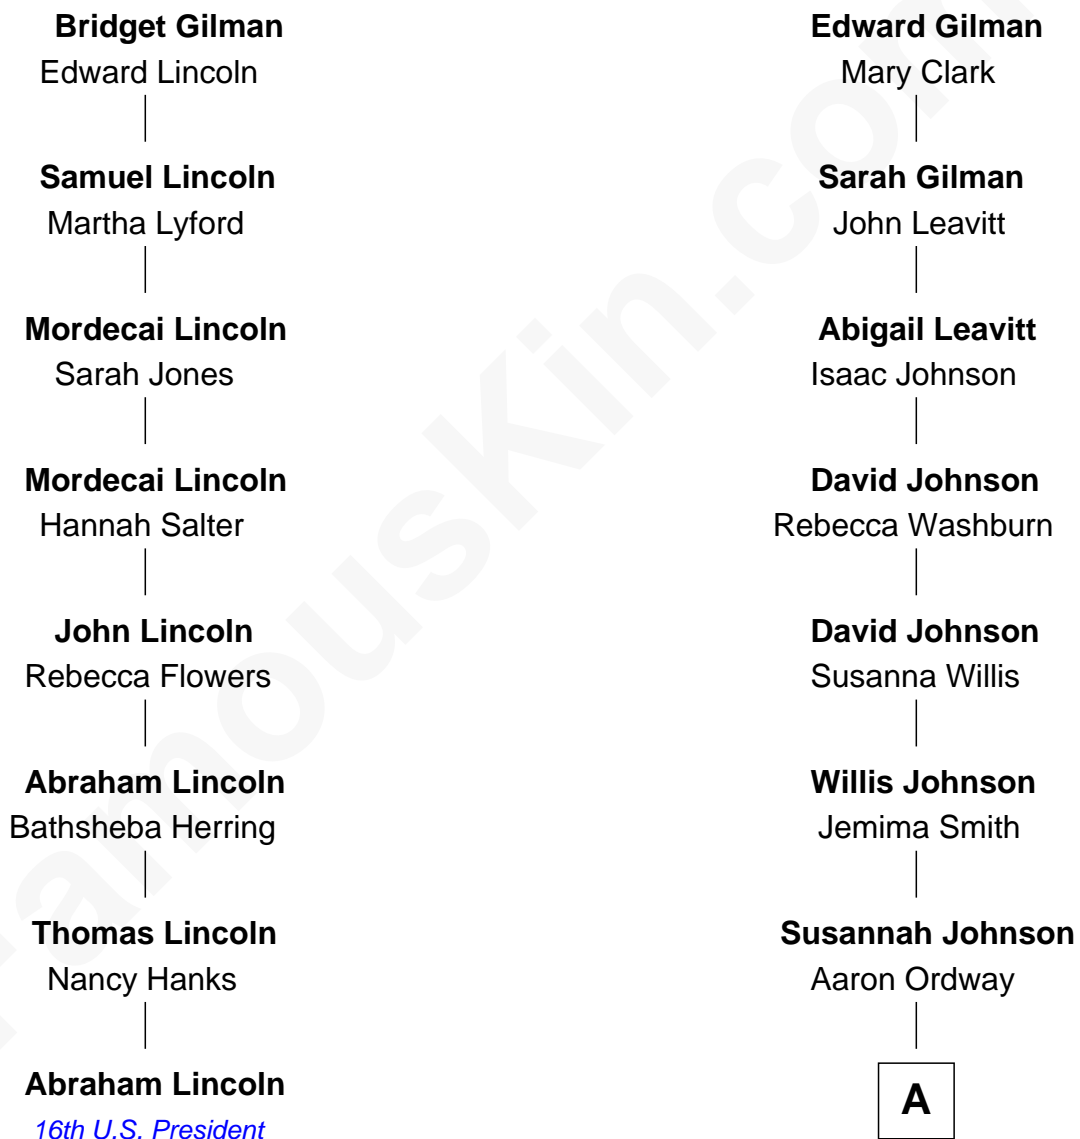 Bridget Gilman
Edward Lincoln
Samuel Lincoln
Martha Lyford
Mordecai Lincoln
Sarah Jones
Mordecai Lincoln
Hannah Salter
John Lincoln
Rebecca Flowers
Abraham Lincoln
Bathsheba Herring
Thomas Lincoln
Nancy Hanks
Abraham Lincoln
16th U.S. President
Edward Gilman
Mary Clark
Sarah Gilman
John Leavitt
Abigail Leavitt
Isaac Johnson
David Johnson
Rebecca Washburn
David Johnson
Susanna Willis
Willis Johnson
Jemima Smith
Susannah Johnson
Aaron Ordway
A
FamousKin.com